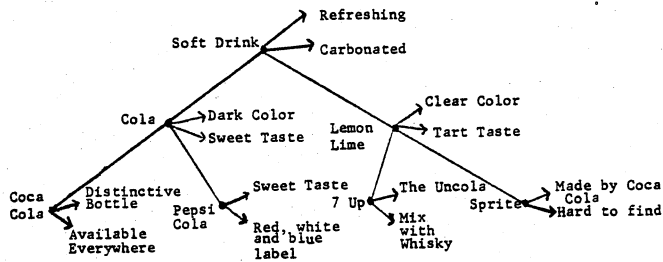 Refreshing
Soft Drink
Carbonated
Clear Color
Cola
Dark Color
Lemon
Lime
Tart Taste
Sweet Taste
Coca
Cola
Distinctive
Bottle
Available
Everywhere
Pepsi
Cola
Sweet Taste
Red, white
and blue
label
7 Up
The Uncola
Mix
with
Whisky
Sprite
Made by Coca
Cola
Hard to find